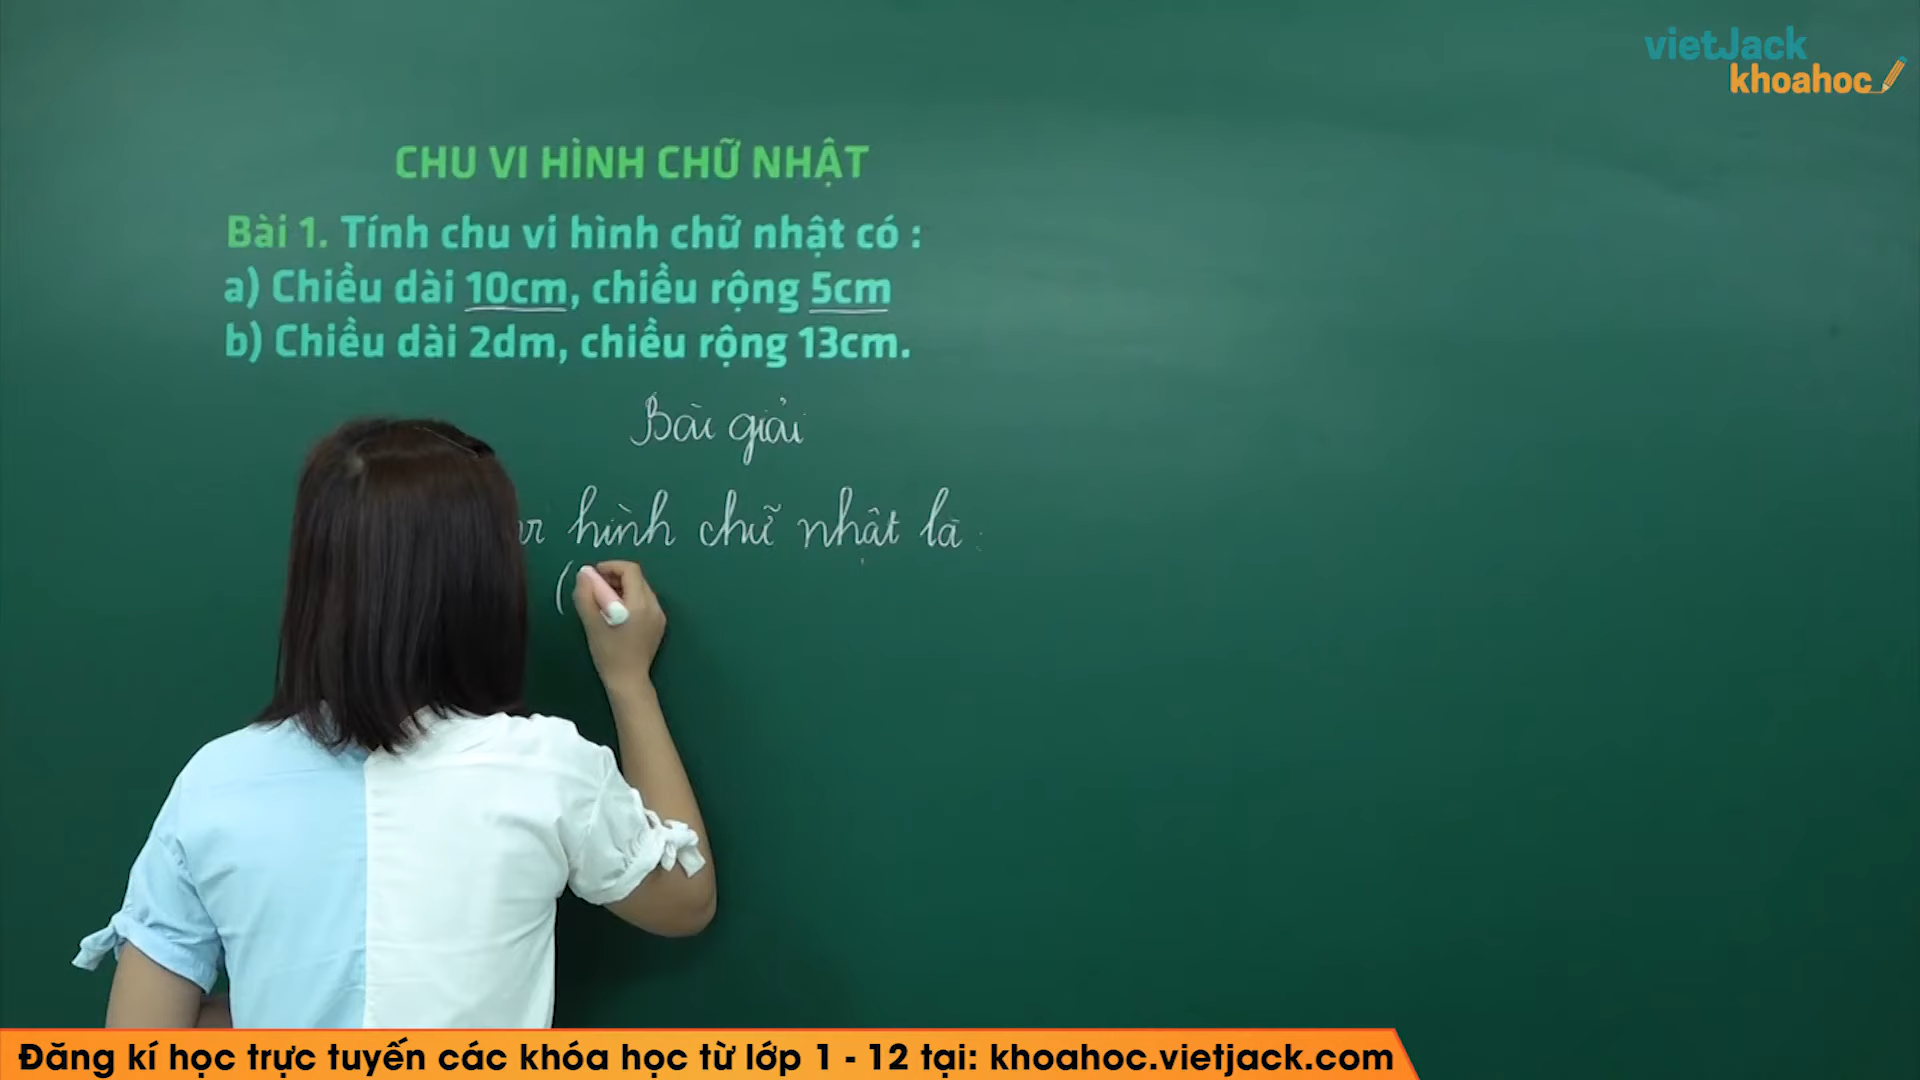 vietJack
khoahoc
CHU VI HÌNH CHỮ NHẬT
Bài 1. Tính chu vi hình chữ nhật có :
a) Chiều dài 10cm, chiều rộng 5cm
b) Chiều dài 2dm, chiều rộng 13cm.
Bài giải
hình chữ nhật là :
(
Đăng kí học trực tuyến các khóa học từ lớp 1 - 12 tại: khoahoc.vietjack.com